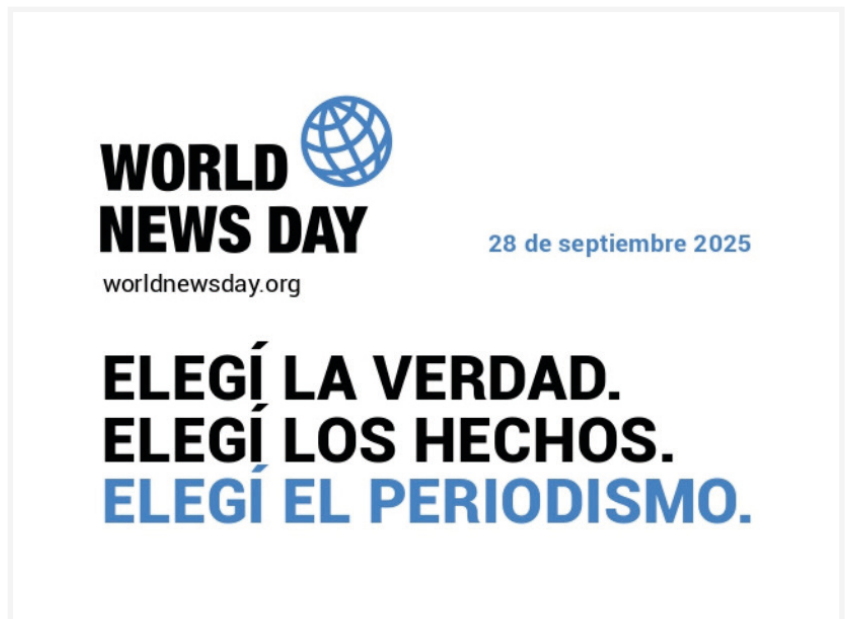 WORLD
NEWS DAY
worldnewsday.org
28 de septiembre 2025
ELEGÍ LA VERDAD.
ELEGÍ LOS HECHOS.
ELEGÍ EL PERIODISMO.